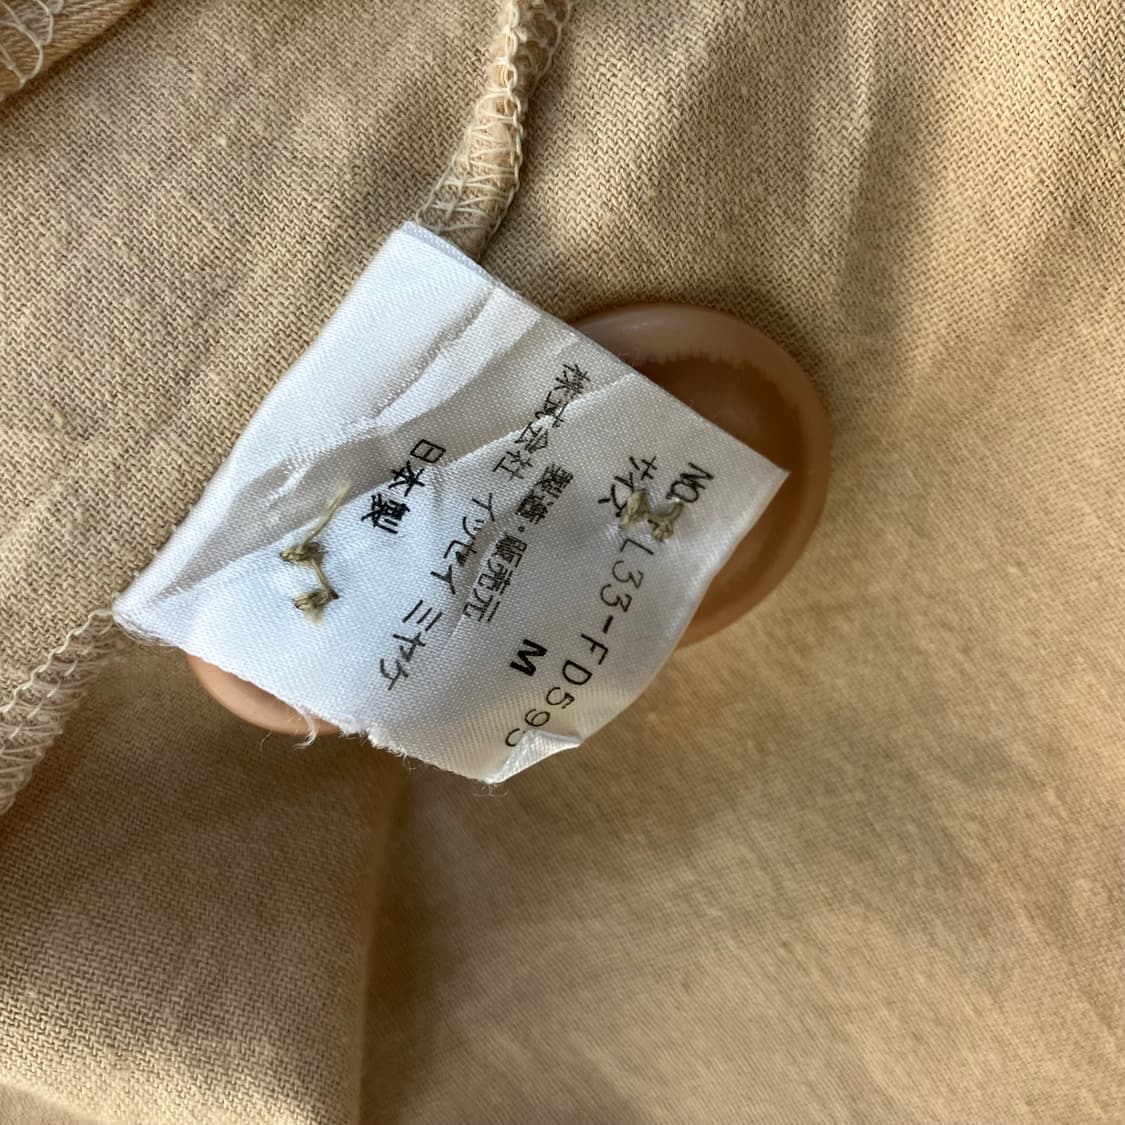 NO. L33-FD595
サイズ M
製造・販売元
株式会社 イッセイ ミヤケ
日本製